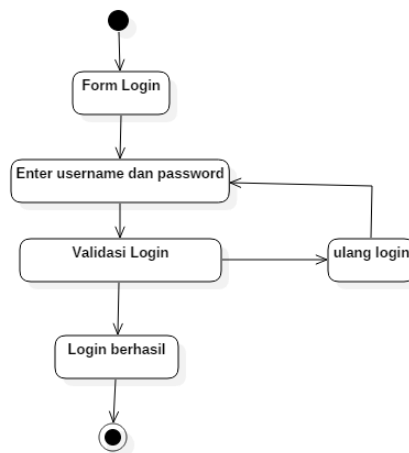 Form Login
Enter username dan password
Validasi Login
ulang login
Login berhasil